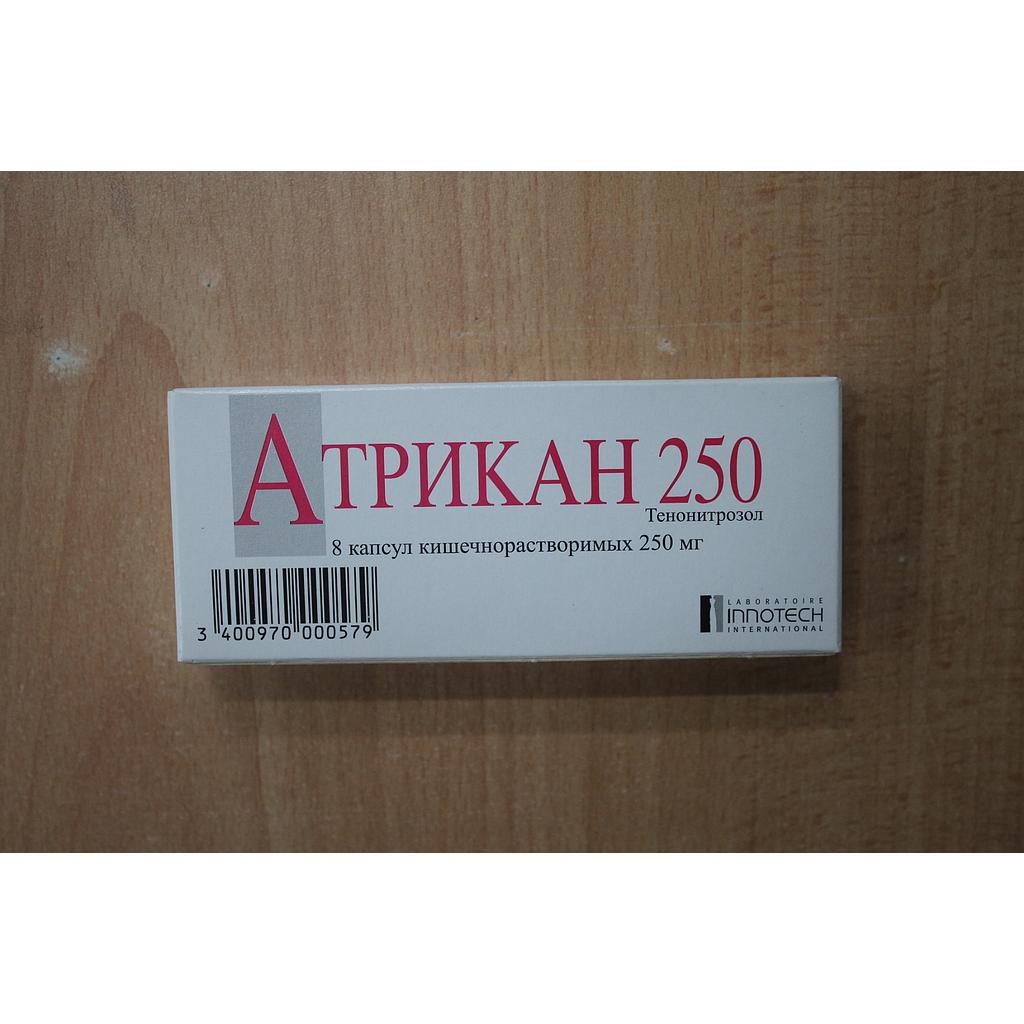 АТРИКАН 250
Тенонитрозол
8 капсул кишечнорастворимых 250 мг
3 400970 000579
LABORATOIRE
INNOTECH
INTERNATIONAL